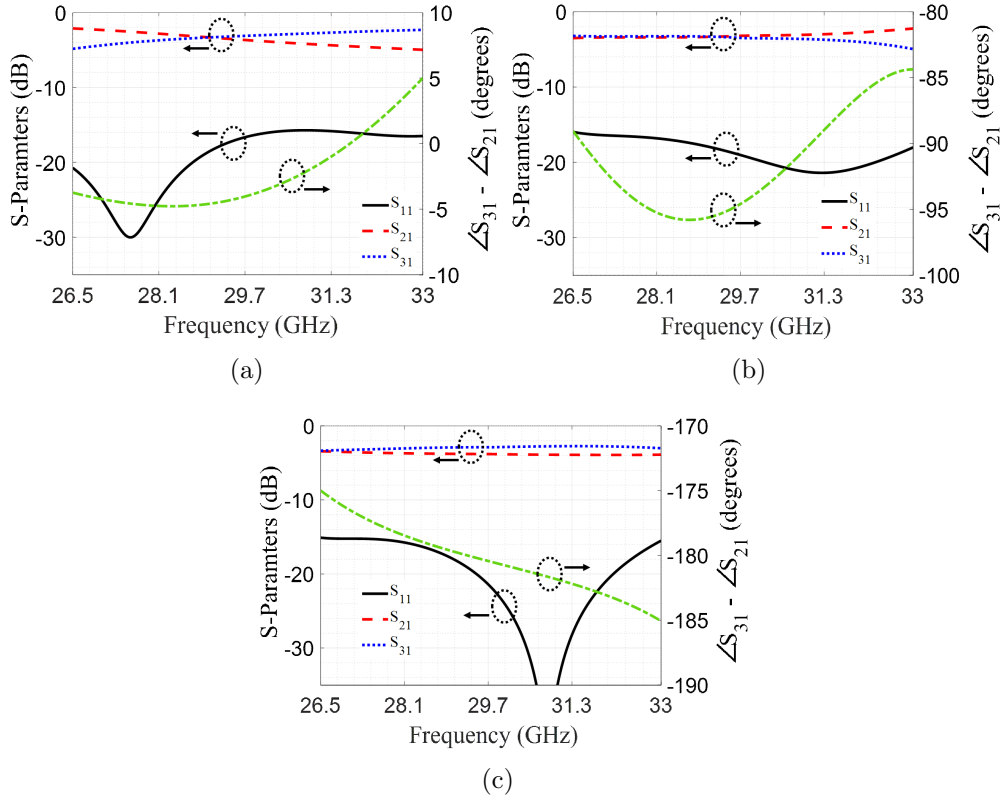 0
-10
-20
-30
S-Paramters (dB)
10
5
0
-5
-10
∠S31 - ∠S21 (degrees)
S11
S21
S31
26.5 28.1 29.7 31.3 33
Frequency (GHz)
(a)
0
-10
-20
-30
S-Paramters (dB)
-80
-85
-90
-95
-100
∠S31 - ∠S21 (degrees)
S11
S21
S31
26.5 28.1 29.7 31.3 33
Frequency (GHz)
(b)
0
-10
-20
-30
S-Paramters (dB)
-170
-175
-180
-185
-190
∠S31 - ∠S21 (degrees)
S11
S21
S31
26.5 28.1 29.7 31.3 33
Frequency (GHz)
(c)